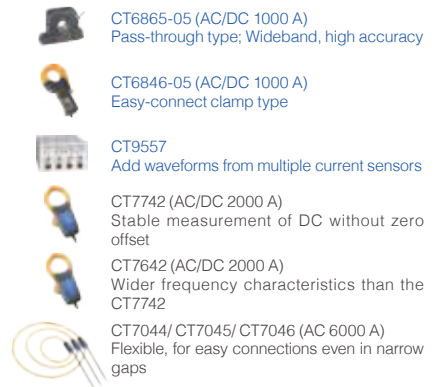 CT6865-05 (AC/DC 1000 A)
Pass-through type; Wideband, high accuracy
CT6846-05 (AC/DC 1000 A)
Easy-connect clamp type
CT9557
Add waveforms from multiple current sensors
CT7742 (AC/DC 2000 A)
Stable measurement of DC without zero
offset
CT7642 (AC/DC 2000 A)
Wider frequency characteristics than the
CT7742
CT7044/ CT7045/ CT7046 (AC 6000 A)
Flexible, for easy connections even in narrow
gaps